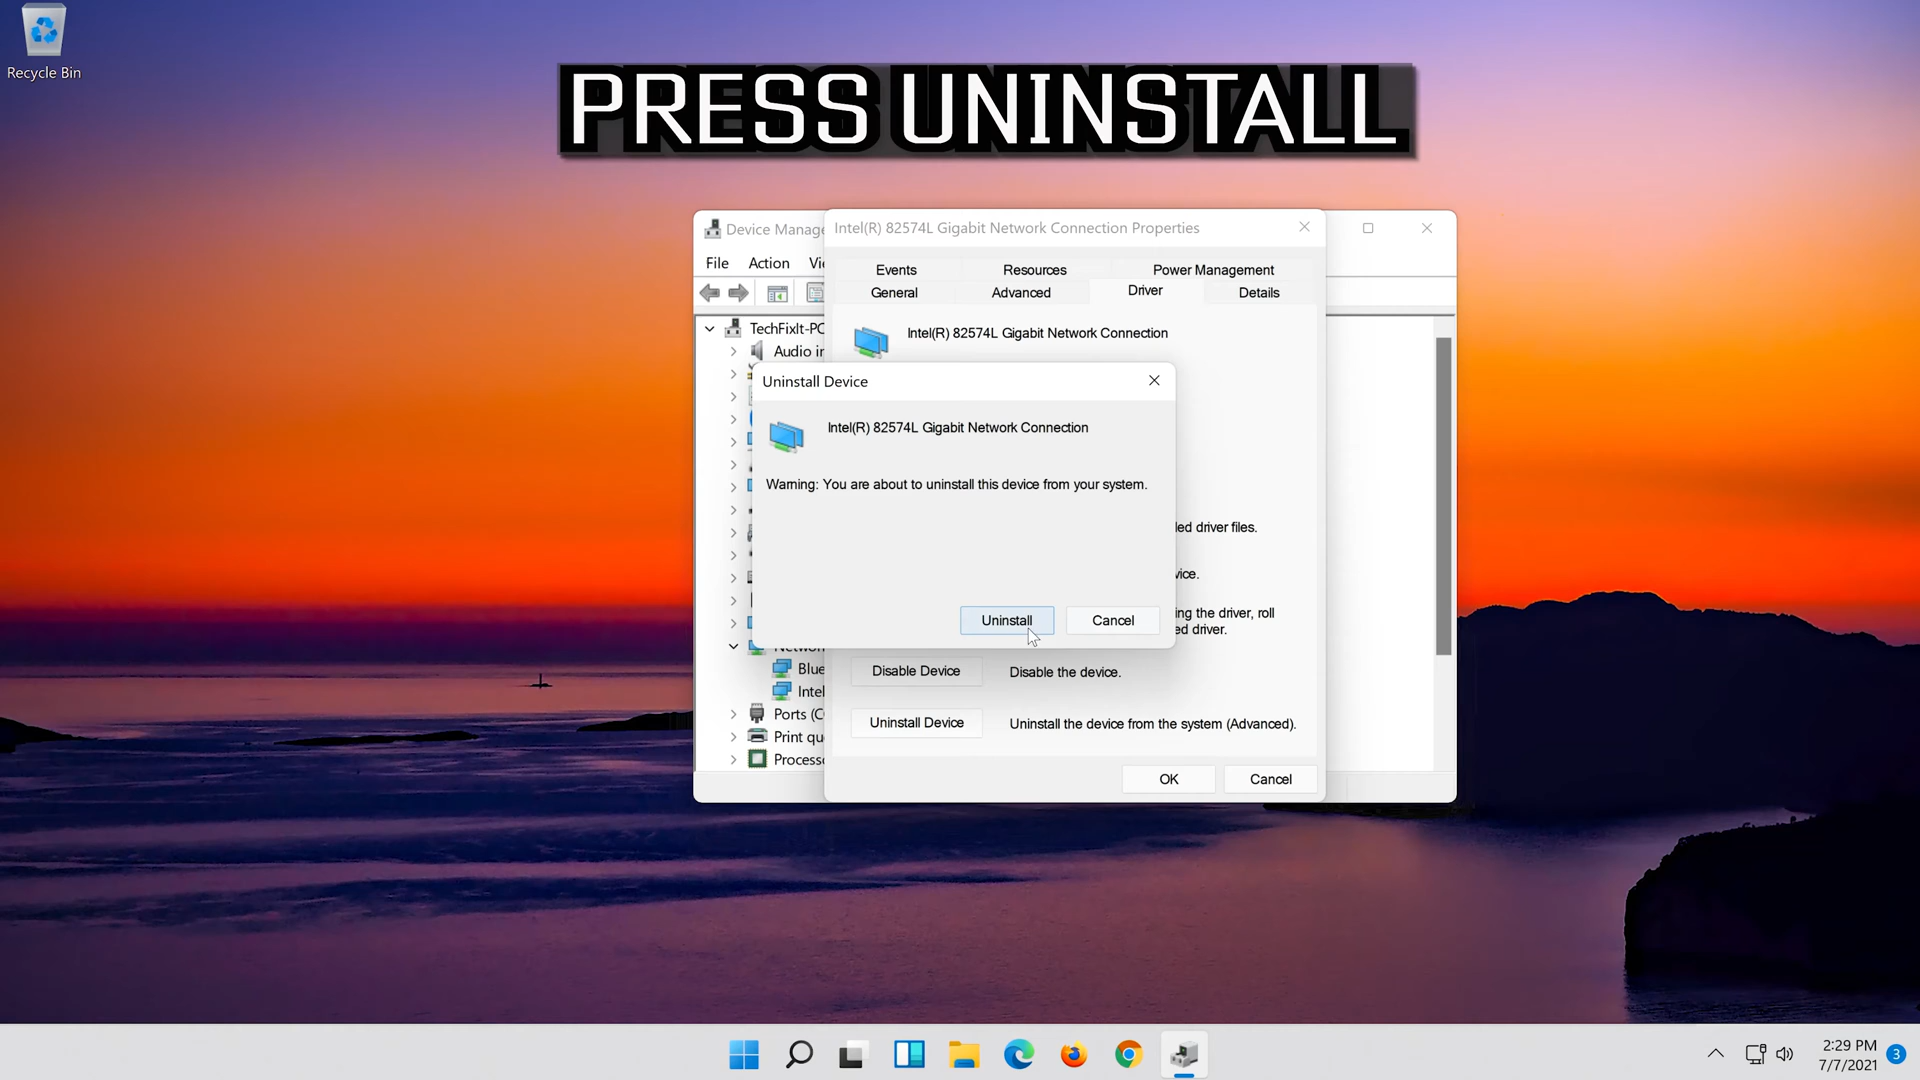 Recycle Bin
PRESS UNINSTALL
Device Manage
Intel(R) 82574L Gigabit Network Connection Properties
File Action
Events Resources Power Management
General Advanced Driver Details
TechFixIt-PC
Intel(R) 82574L Gigabit Network Connection
Audio in
Uninstall Device
Intel(R) 82574L Gigabit Network Connection
Warning: You are about to uninstall this device from your system.
led driver files.
vice.
ing the driver, roll
ed driver.
Uninstall Cancel
Network
Blue
Disable Device Disable the device.
Intel
Ports (C
Uninstall Device Uninstall the device from the system (Advanced).
Print qu
Processo
OK Cancel
2:29 PM
7/7/2021
3